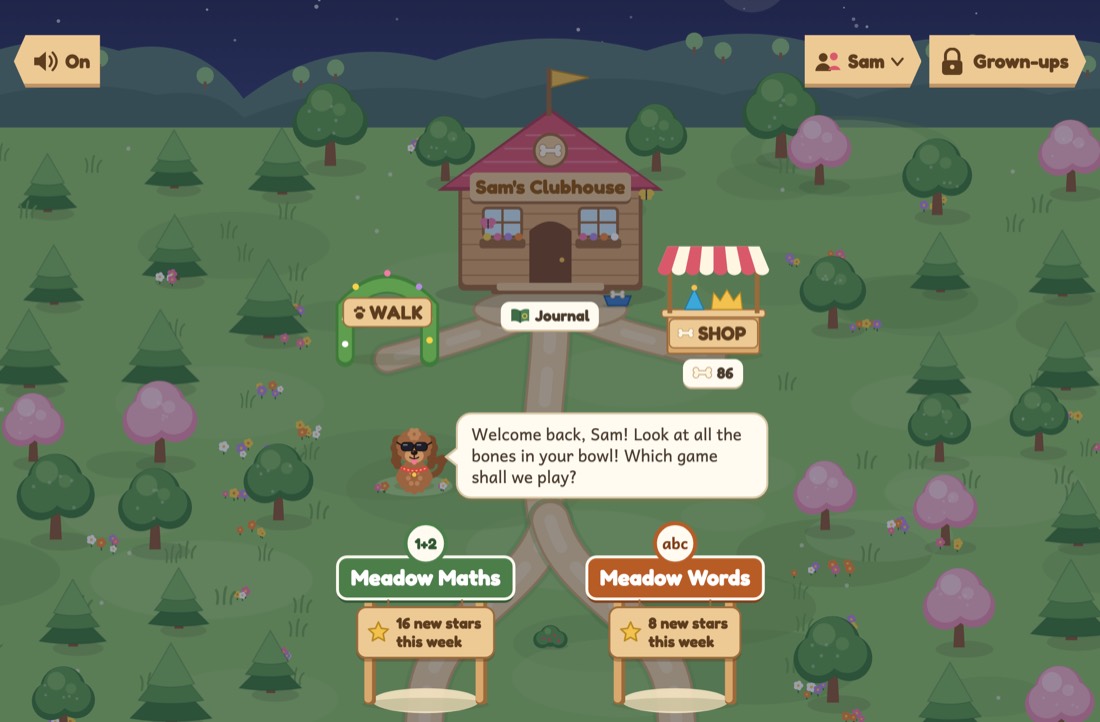 On
Sam
Grown-ups
Sam's Clubhouse
WALK
Journal
SHOP
86
Welcome back, Sam! Look at all the
bones in your bowl! Which game
shall we play?
1+2
Meadow Maths
16 new stars
this week
abc
Meadow Words
8 new stars
this week